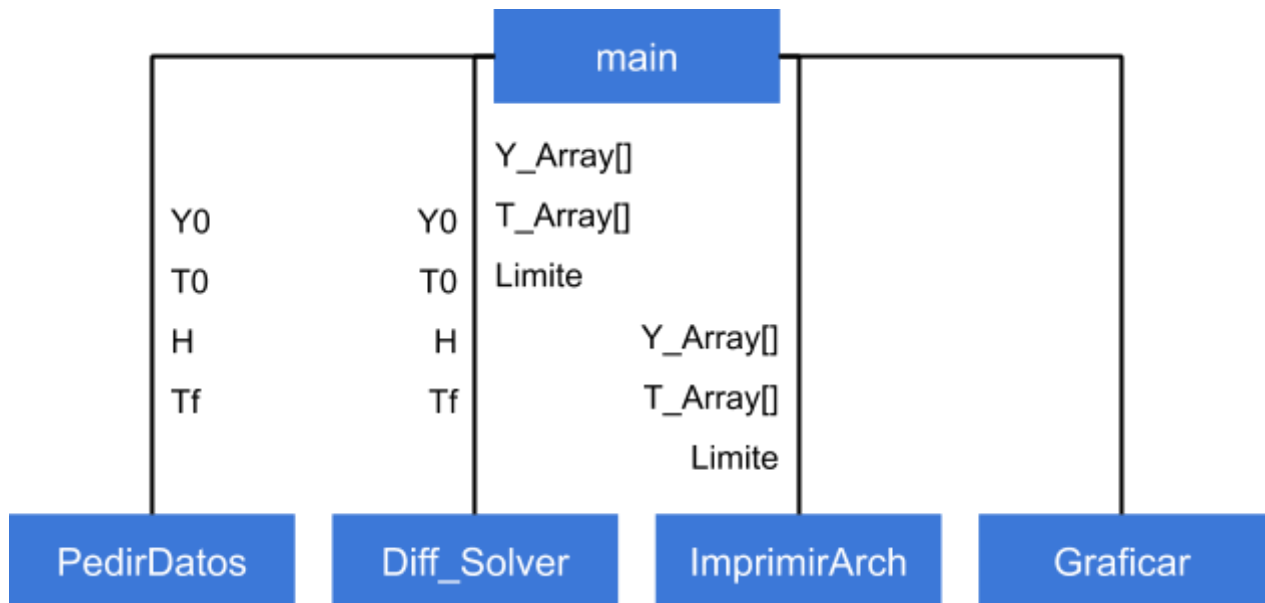 main
Y0
T0
H
Tf
Y0
T0
H
Tf
Y_Array[]
T_Array[]
Limite
Y_Array[]
T_Array[]
Limite
PedirDatos
Diff_Solver
ImprimirArch
Graficar